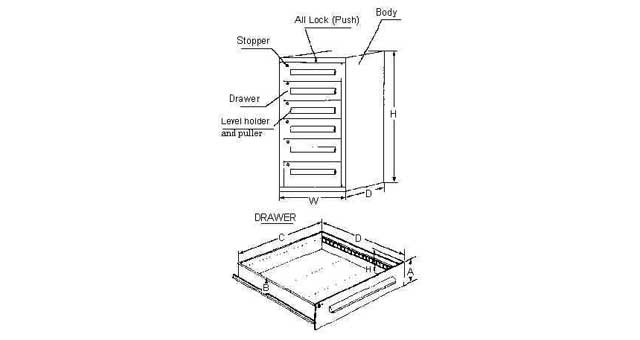 Body
All Lock (Push)
Stopper
Drawer
Level holder
and puller
H
D
W
DRAWER
C
D
H
A
B